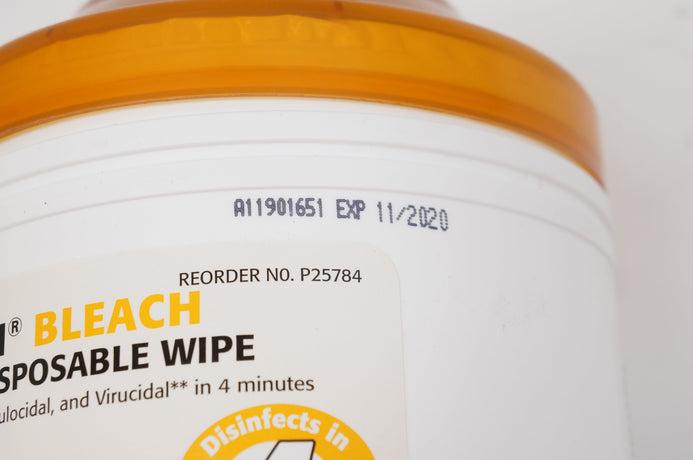 A11901651 EXP 11/2020
REORDER NO. P25784
® BLEACH
SPOSABLE WIPE
ulocidal, and Virucidal** in 4 minutes
Disinfects in